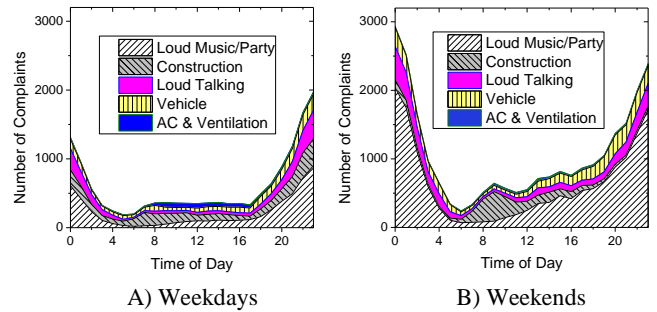 3000
2000
1000
0
Number of Complaints
Loud Music/Party
Construction
Loud Talking
Vehicle
AC & Ventilation
0 4 8 12 16 20
Time of Day
A) Weekdays
3000
2000
1000
0
Number of Complaints
Loud Music/Party
Construction
Loud Talking
Vehicle
AC & Ventilation
0 4 8 12 16 20
Time of Day
B) Weekends